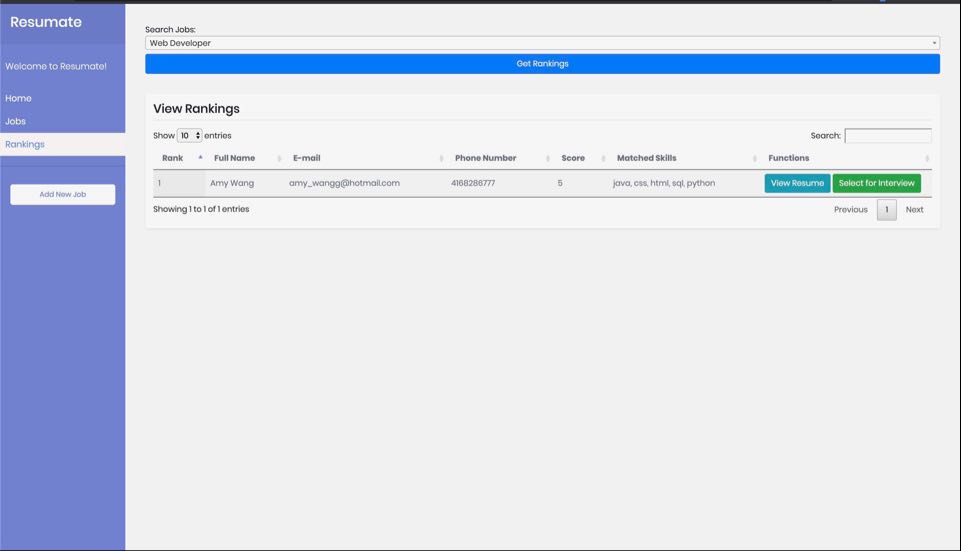 Resumate
Welcome to Resumate!
Home
Jobs
Rankings
Add New Job
Search Jobs:
Web Developer
Get Rankings
View Rankings
Show 10 entries Search:
Rank Full Name E-mail Phone Number Score Matched Skills Functions
1 Amy Wang amy_wangg@hotmail.com 4168286777 5 java, css, html, sql, python View Resume Select for Interview
Showing 1 to 1 of 1 entries Previous 1 Next